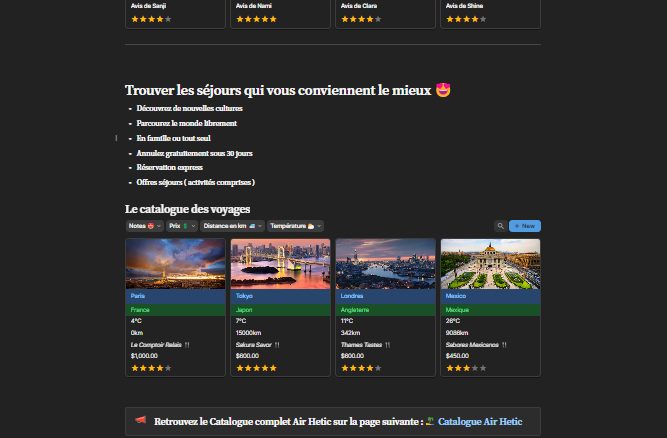 Avis de Sanji
Avis de Nami
Avis de Clara
Avis de Shine
Trouver les séjours qui vous conviennent le mieux 🤩
• Découvrez de nouvelles cultures
• Parcourez le monde librement
• En famille ou tout seul
• Annulez gratuitement sous 30 jours
• Réservation express
• Offres séjours ( activités comprises )
Le catalogue des voyages
Notes
Prix
Distance en km
Température
+ New
Paris
France
4°C
0km
Le Comptoir Relais
$1,000.00
Tokyo
Japon
7°C
15000km
Sakura Savor
$800.00
Londres
Angleterre
11°C
342km
Thames Tastes
$600.00
Mexico
Mexique
26°C
9086km
Sabores Mexicanos
$450.00
Retrouvez le Catalogue complet Air Hetic sur la page suivante : Catalogue Air Hetic